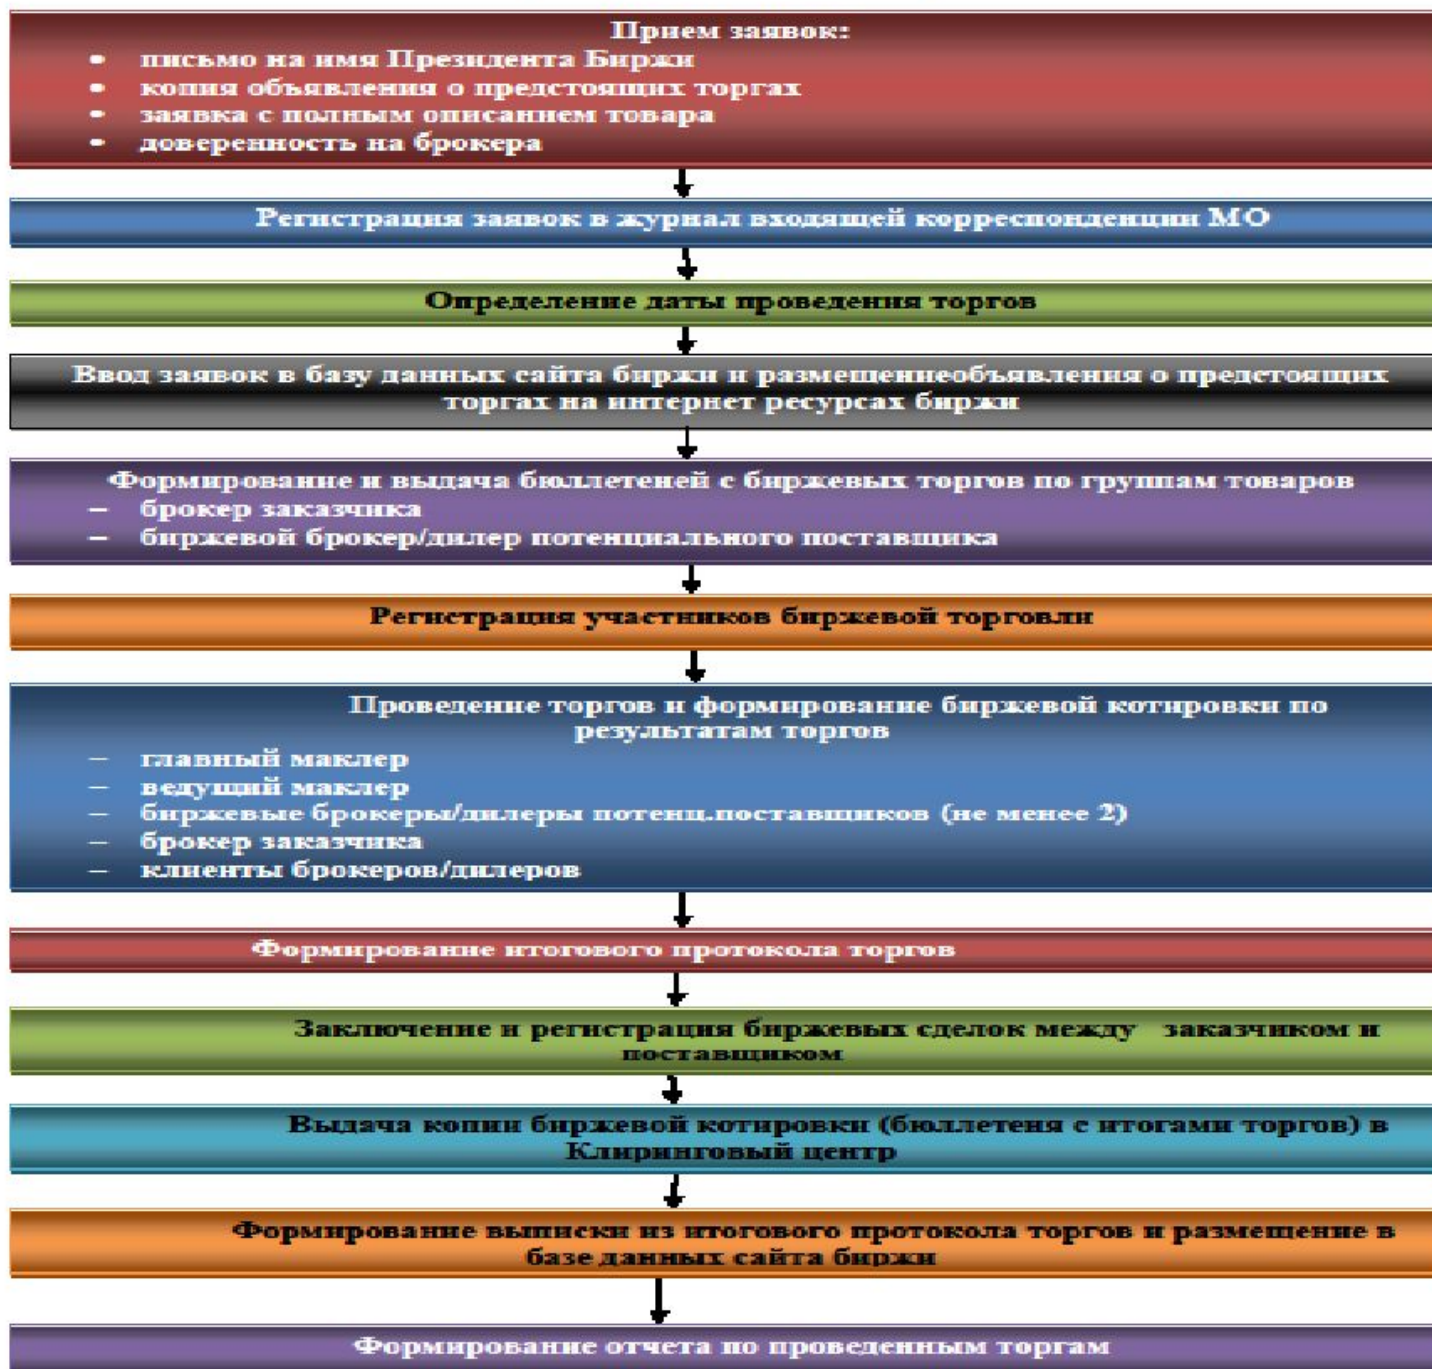 Прием заявок:
• письмо на имя Президента Биржи
• копия объявления о предстоящих торгах
• заявка с полным описанием товара
• доверенность на брокера
Регистрация заявок в журнал входящей корреспонденции МО
Определение даты проведения торгов
Ввод заявок в базу данных сайта биржи и размещениеобъявления о предстоящих
торгах на интернет ресурсах биржи
Формирование и выдача бюллетеней с биржевых торгов по группам товаров
– брокер заказчика
– биржевой брокер/дилер потенциального поставщика
Регистрация участников биржевой торговли
Проведение торгов и формирование биржевой котировки по
результатам торгов
– главный маклер
– ведущий маклер
– биржевые брокеры/дилеры потенц.поставщиков (не менее 2)
– брокер заказчика
– клиенты брокеров/дилеров
Формирование итогового протокола торгов
Заключение и регистрация биржевых сделок между заказчиком и
поставщиком
Выдача копии биржевой котировки (бюллетеня с итогами торгов) в
Клиринговый центр
Формирование выписки из итогового протокола торгов и размещение в
базе данных сайта биржи
Формирование отчета по проведенным торгам